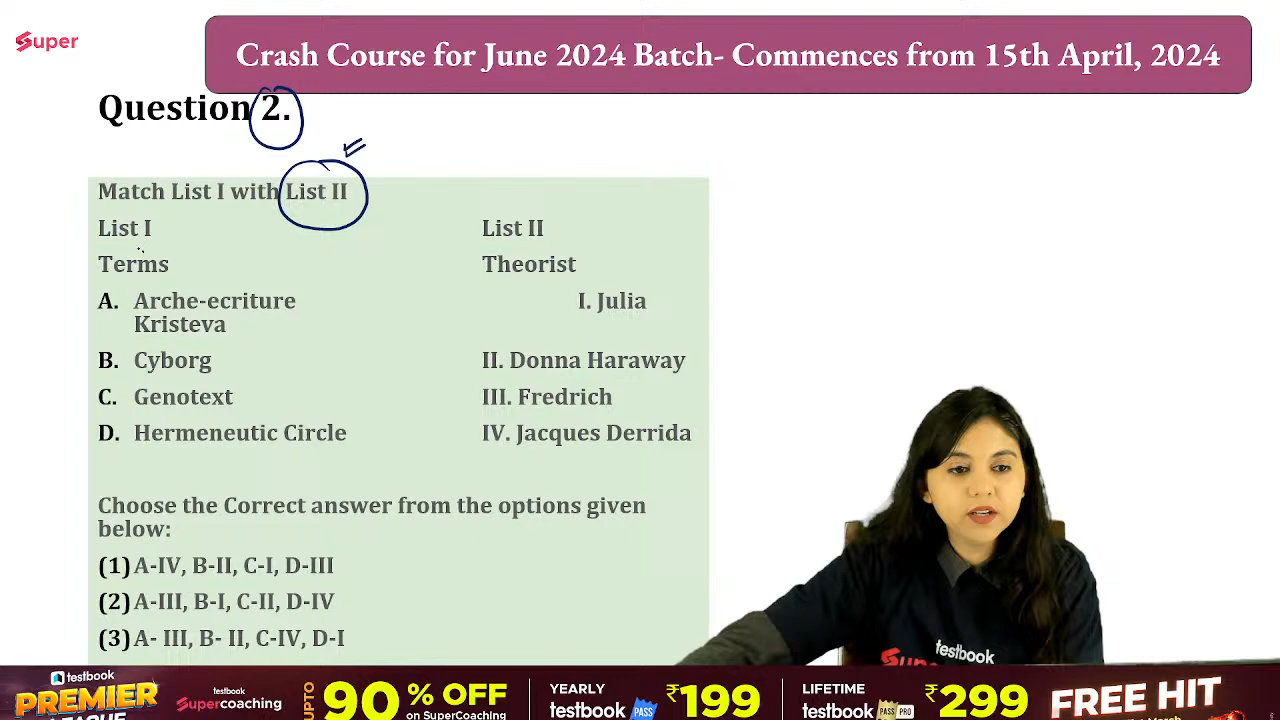 Super
Crash Course for June 2024 Batch- Commences from 15th April, 2024
Question 2.
Match List I with List II
List I List II
Terms Theorist
A. Arche-ecriture I. Julia
Kristeva
B. Cyborg II. Donna Haraway
C. Genotext III. Fredrich
D. Hermeneutic Circle IV. Jacques Derrida
Choose the Correct answer from the options given
below:
(1) A-IV, B-II, C-I, D-III
(2) A-III, B-I, C-II, D-IV
(3) A- III, B- II, C-IV, D-I
testbook
Super
testbook
PREMIER
LEAGUE
testbook
Supercoaching
UPTO
90% OFF
on SuperCoaching
YEARLY
testbook PASS
₹199
LIFETIME
testbook PASS PRO
₹299
FREE HIT